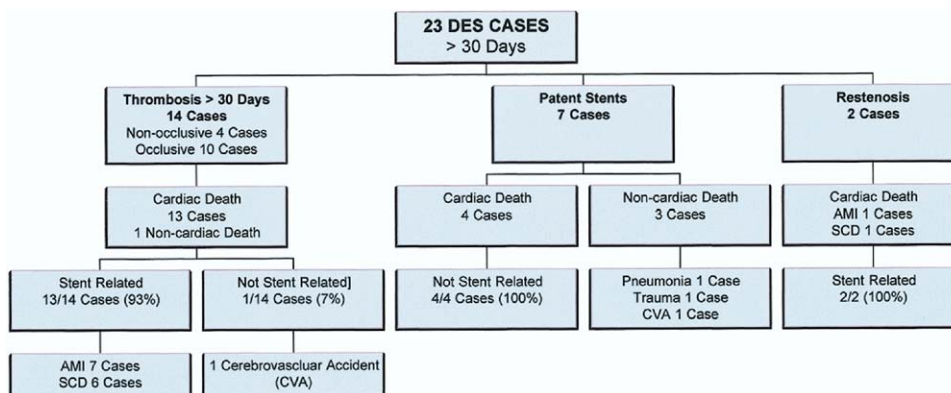 23 DES CASES
> 30 Days
Thrombosis > 30 Days
14 Cases
Non-occlusive 4 Cases
Occlusive 10 Cases
Patent Stents
7 Cases
Restenosis
2 Cases
Cardiac Death
13 Cases
1 Non-cardiac Death
Cardiac Death
4 Cases
Non-cardiac Death
3 Cases
Cardiac Death
AMI 1 Cases
SCD 1 Cases
Stent Related
13/14 Cases (93%)
Not Stent Related]
1/14 Cases (7%)
Not Stent Related
4/4 Cases (100%)
Pneumonia 1 Case
Trauma 1 Case
CVA 1 Case
Stent Related
2/2 (100%)
AMI 7 Cases
SCD 6 Cases
1 Cerebrovascluar Accident
(CVA)